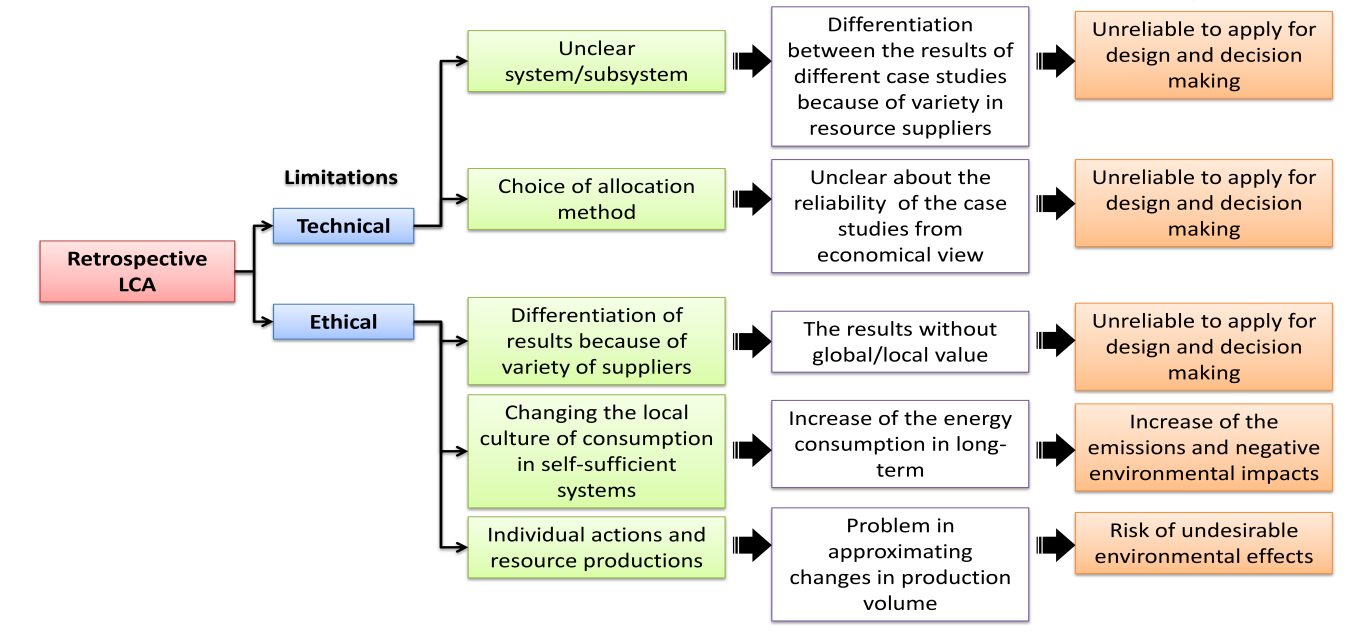 Retrospective
LCA
Limitations
Technical
Unclear
system/subsystem
Differentiation
between the results of
different case studies
because of variety in
resource suppliers
Unreliable to apply for
design and decision
making
Choice of allocation
method
Unclear about the
reliability  of the case
studies from
economical view
Unreliable to apply for
design and decision
making
Ethical
Differentiation of
results because of
variety of suppliers
The results without
global/local value
Unreliable to apply for
design and decision
making
Changing the local
culture of consumption
in self-sufficient
systems
Increase of the energy
consumption in long-
term
Increase of the
emissions and negative
environmental impacts
Individual actions and
resource productions
Problem in
approximating
changes in production
volume
Risk of undesirable
environmental effects